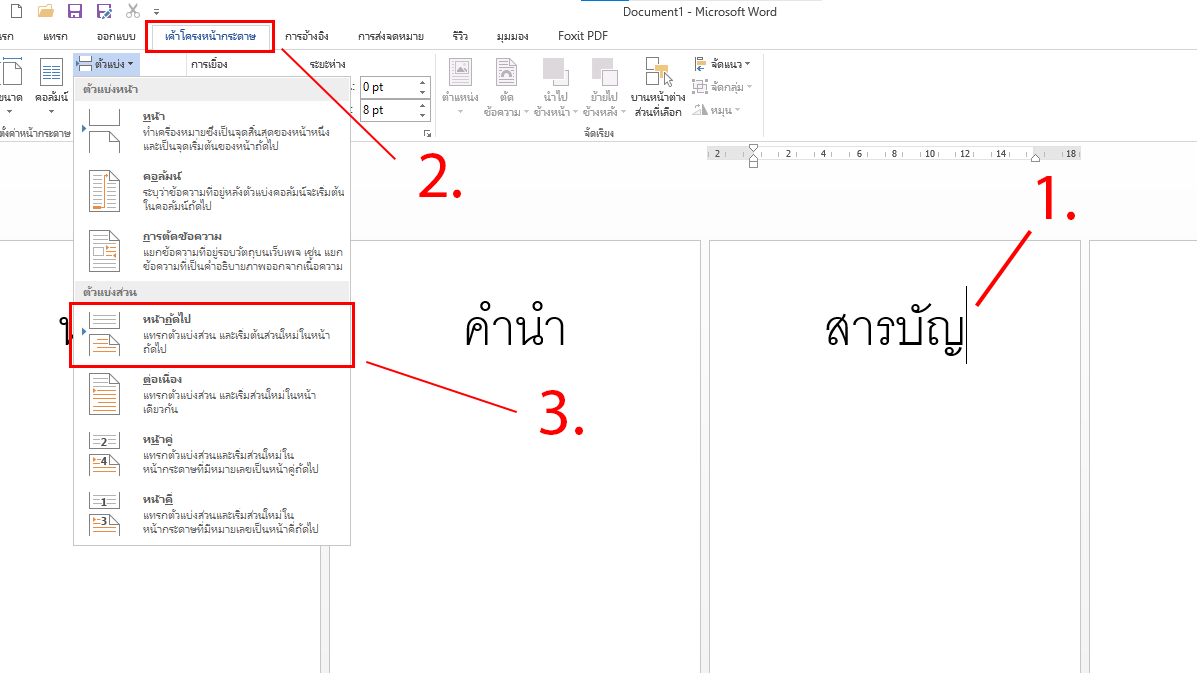 Document1 - Microsoft Word
แทรก ออกแบบ เค้าโครงหน้ากระดาษ การอ้างอิง การส่งจดหมาย รีวิว มุมมอง Foxit PDF
ตัวแบ่ง การเยื้อง ระยะห่าง
คอลัมน์ 0 pt 8 pt
ตำแหน่ง ตัดข้อความ นำไปข้างหน้า ย้ายไปข้างหลัง บานหน้าต่างส่วนที่เลือก
จัดแนว
จัดกลุ่ม
หมุน
จัดเรียง
2 2 4 6 8 10 12 14 18
ตัวแบ่งหน้า
หน้า
ทำเครื่องหมายซึ่งเป็นจุดสิ้นสุดของหน้าหนึ่ง
และเป็นจุดเริ่มต้นของหน้าถัดไป
คอลัมน์
ระบุว่าข้อความที่อยู่หลังตัวแบ่งคอลัมน์จะเริ่มต้น
ในคอลัมน์ถัดไป
การตัดข้อความ
แยกข้อความที่อยู่รอบวัตถุบนเว็บเพจ เช่น แยก
ข้อความที่เป็นคำอธิบายภาพออกจากเนื้อความ
ตัวแบ่งส่วน
หน้าถัดไป
แทรกตัวแบ่งส่วน และเริ่มต้นส่วนใหม่ในหน้า
ถัดไป
ต่อเนื่อง
แทรกตัวแบ่งส่วน และเริ่มส่วนใหม่ในหน้า
เดียวกัน
หน้าคู่
แทรกตัวแบ่งส่วนและเริ่มส่วนใหม่ใน
หน้ากระดาษที่มีหมายเลขเป็นหน้าคู่ถัดไป
หน้าคี่
แทรกตัวแบ่งส่วนและเริ่มส่วนใหม่ใน
หน้ากระดาษที่มีหมายเลขเป็นหน้าคี่ถัดไป
2.
1.
3.
คำนำ
สารบัญ